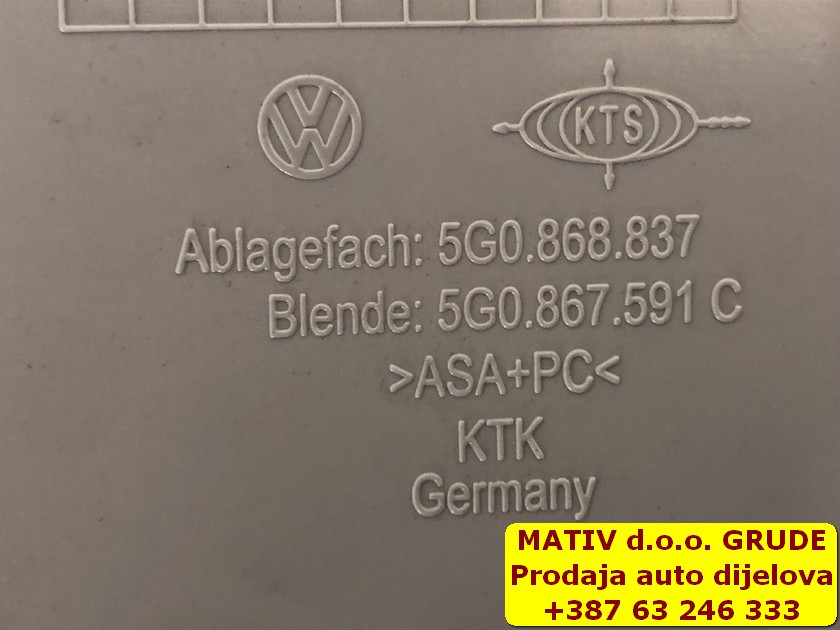 VW
KTS
Ablagefach: 5G0.868.837
Blende: 5G0.867.591 C
>ASA+PC<
KTK
Germany
MATIV d.o.o. GRUDE
Prodaja auto dijelova
+387 63 246 333